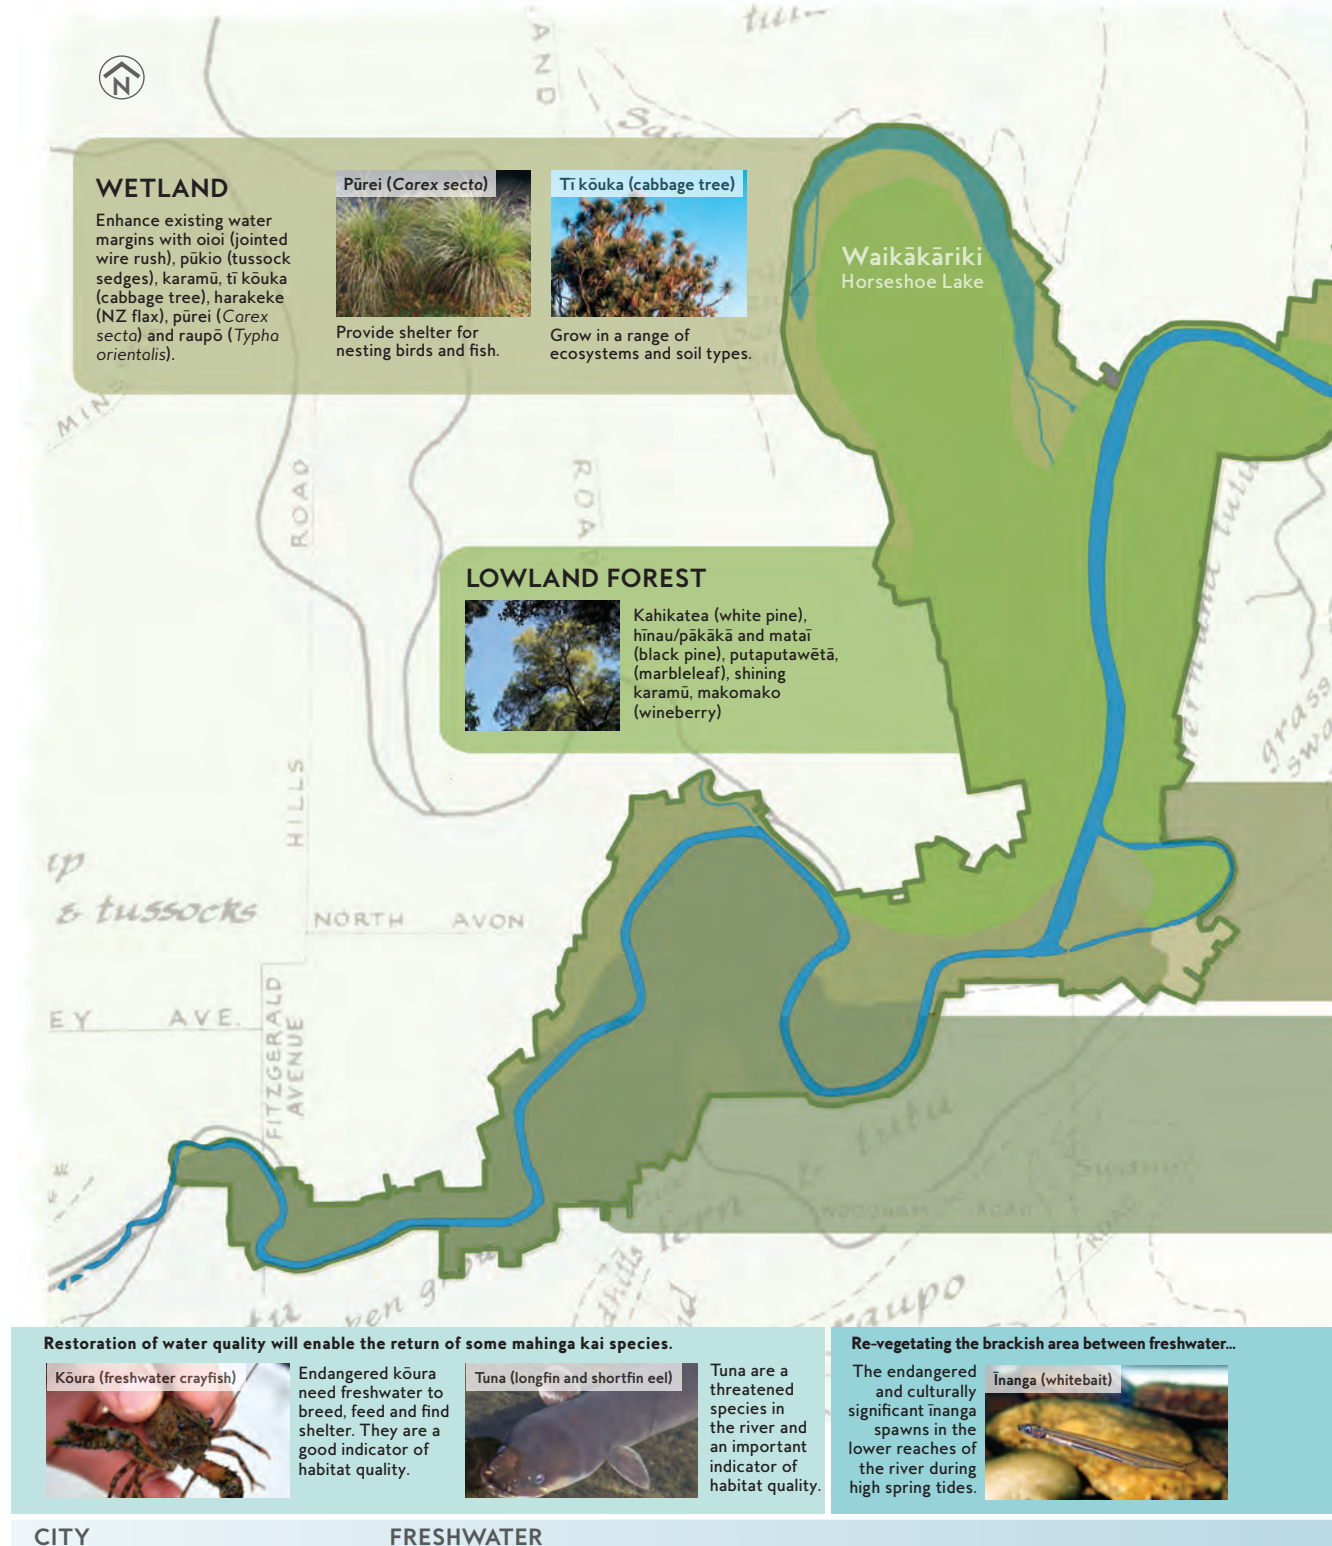 N
AND
WETLAND
Enhance existing water
margins with oioi (jointed
wire rush), pūkio (tussock
sedges), karamū, tī kōuka
(cabbage tree), harakeke
(NZ flax), pūrei (Carex
secta) and raupō (Typha
orientalis).
Pūrei (Carex secta)
Provide shelter for
nesting birds and fish.
Tī kōuka (cabbage tree)
Grow in a range of
ecosystems and soil types.
Waikākāriki
Horseshoe Lake
ROAD
ROAD
LOWLAND FOREST
Kahikatea (white pine),
hīnau/pākākā and mataī
(black pine), putaputawētā,
(marbleleaf), shining
karamū, makomako
(wineberry)
grass
HILLS
& tussocks
NORTH AVON
EY AVE.
FITZGERALD
AVENUE
Swamp
WOODHAM ROAD
ROAD
raupo
Restoration of water quality will enable the return of some mahinga kai species.
Kōura (freshwater crayfish)
Endangered kōura
need freshwater to
breed, feed and find
shelter. They are a
good indicator of
habitat quality.
Tuna (longfin and shortfin eel)
Tuna are a
threatened
species in
the river and
an important
indicator of
habitat quality.
Re-vegetating the brackish area between freshwater...
The endangered
and culturally
significant īnanga
spawns in the
lower reaches of
the river during
high spring tides.
Īnanga (whitebait)
CITY
FRESHWATER